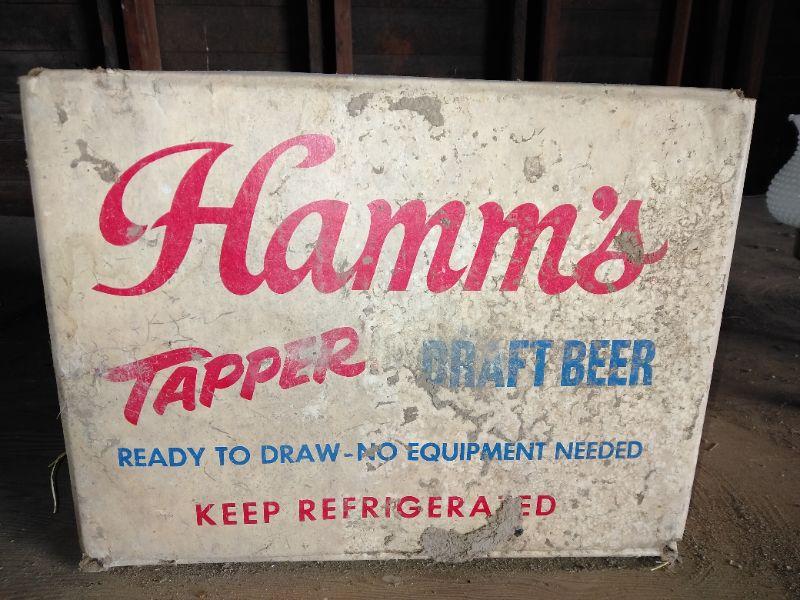 Hamm's
TAPPER DRAFT BEER
READY TO DRAW-NO EQUIPMENT NEEDED
KEEP REFRIGERATED